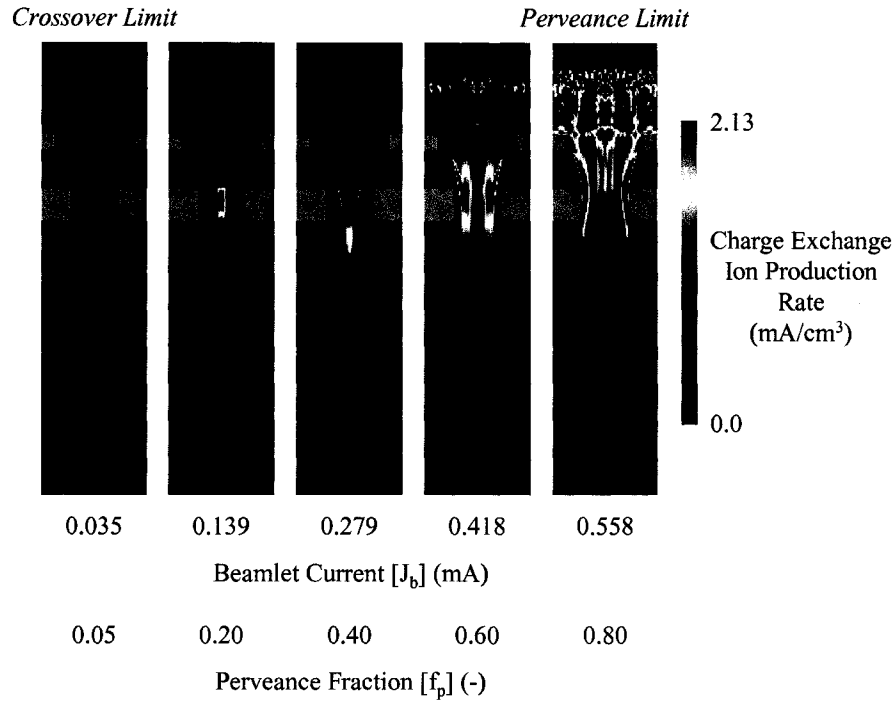 Crossover Limit
Perveance Limit
2.13
Charge Exchange
Ion Production
Rate
(mA/cm³)
0.0
0.035 0.139 0.279 0.418 0.558
Beamlet Current [J_b] (mA)
0.05 0.20 0.40 0.60 0.80
Perveance Fraction [f_p] (-)